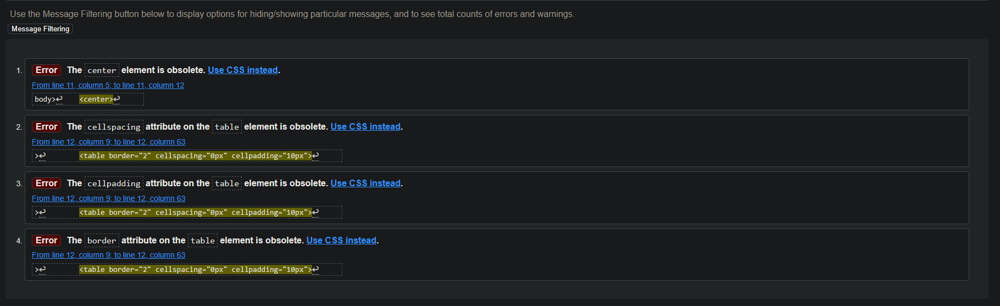 Use the Message Filtering button below to display options for hiding/showing particular messages, and to see total counts of errors and warnings.
Message Filtering
1. Error The center element is obsolete. Use CSS instead.
From line 11, column 5; to line 11, column 12
body>↩ <center>↩
2. Error The cellspacing attribute on the table element is obsolete. Use CSS instead.
From line 12, column 9; to line 12, column 63
>↩ <table border="2" cellspacing="0px" cellpadding="10px">↩
3. Error The cellpadding attribute on the table element is obsolete. Use CSS instead.
From line 12, column 9; to line 12, column 63
>↩ <table border="2" cellspacing="0px" cellpadding="10px">↩
4. Error The border attribute on the table element is obsolete. Use CSS instead.
From line 12, column 9; to line 12, column 63
>↩ <table border="2" cellspacing="0px" cellpadding="10px">↩